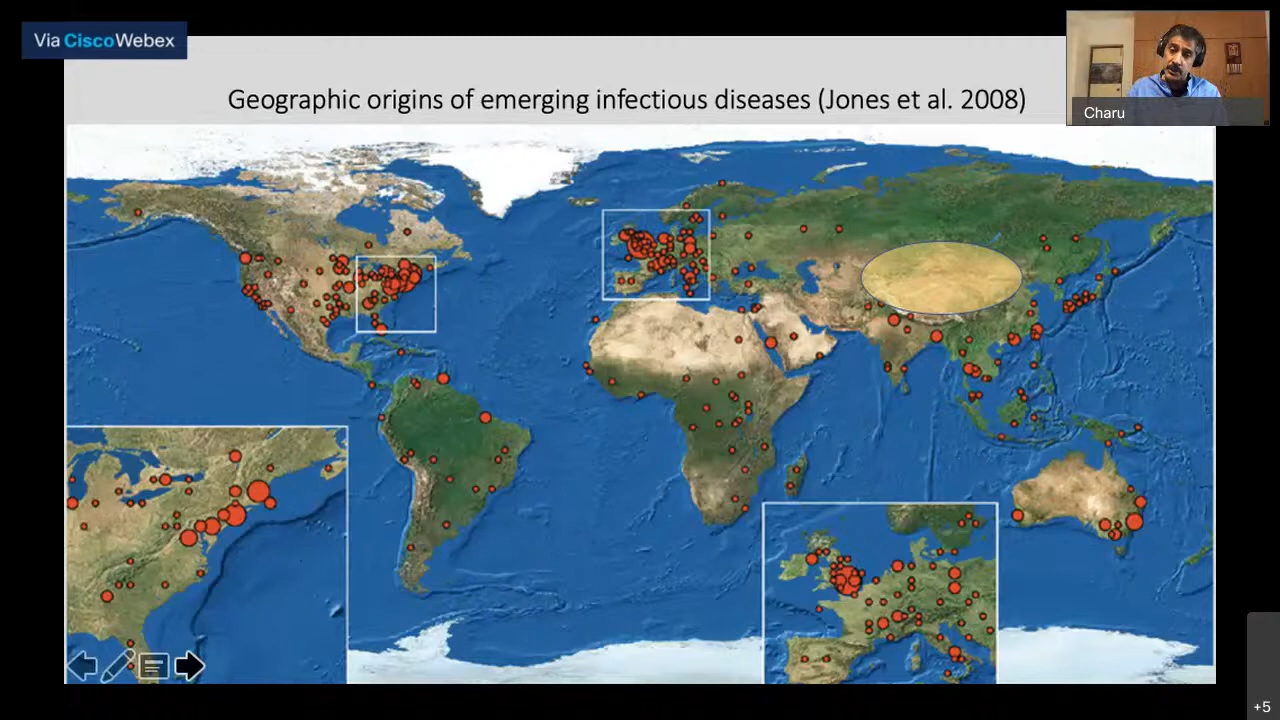 Via CiscoWebex
Geographic origins of emerging infectious diseases (Jones et al. 2008)
Charu
+5